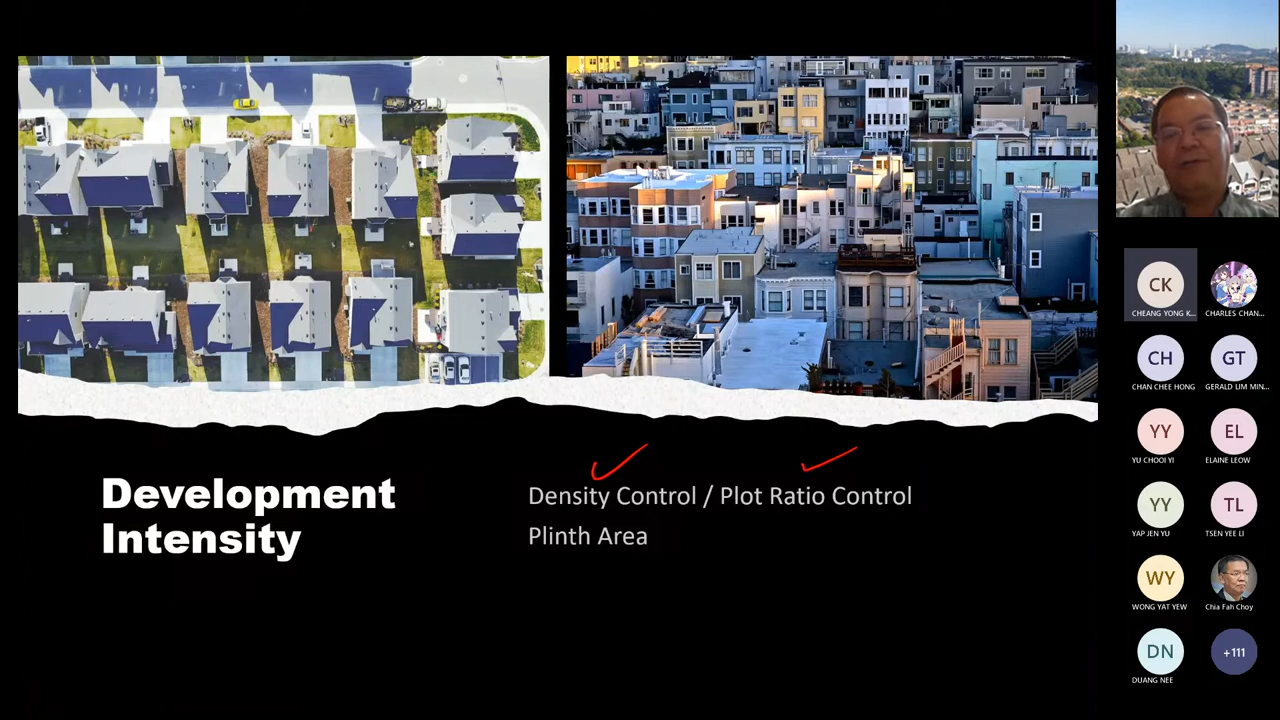 Development
Intensity
Density Control / Plot Ratio Control
Plinth Area
CK
CHEANG YONG K...
CHARLES CHAN...
CH
CHAN CHEE HONG
GT
GERALD LIM MIN...
YY
YU CHOOI YI
EL
ELAINE LEOW
YY
YAP JEN YU
TL
TSEN YEE LI
WY
WONG YAT YEW
Chia Fah Choy
DN
DUANG NEE
+111